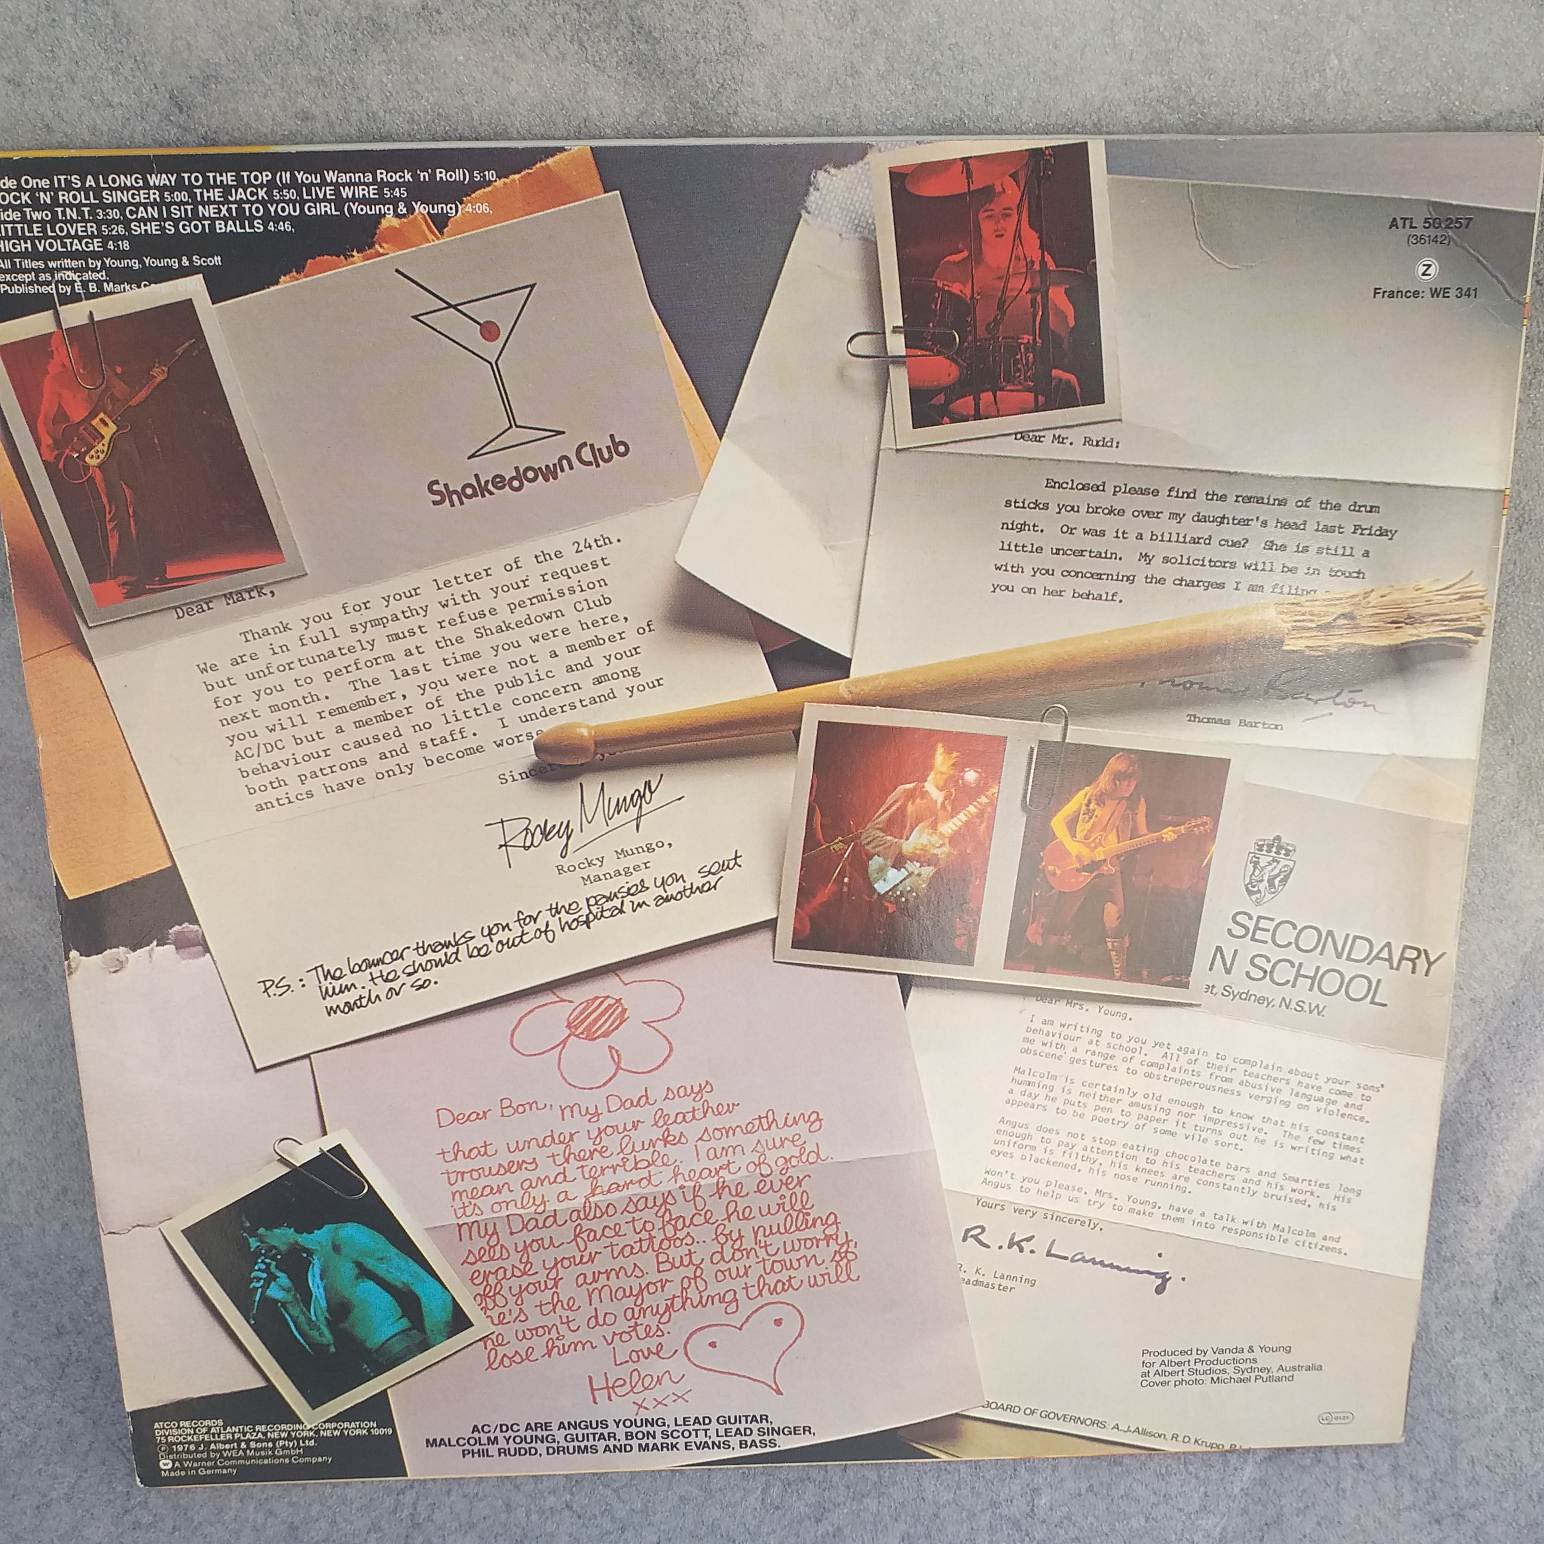 de One IT'S A LONG WAY TO THE TOP (If You Wanna Rock 'n' Roll) 5:10,
OCK 'N' ROLL SINGER 5:00, THE JACK 5:50, LIVE WIRE 5:45
ide Two T.N.T. 3:30, CAN I SIT NEXT TO YOU GIRL (Young & Young) 4:06,
ITTLE LOVER 5:26, SHE'S GOT BALLS 4:46,
HIGH VOLTAGE 4:18
All Titles written by Young, Young & Scott
except as indicated.
Published by E. B. Marks
Shakedown Club
Dear Mark,
Thank you for your letter of the 24th.
We are in full sympathy with your request
but unfortunately must refuse permission
for you to perform at the Shakedown Club
next month. The last time you were here,
you will remember, you were not a member of
AC/DC but a member of the public and your
behaviour caused no little concern among
both patrons and staff. I understand your
antics have only become worse
Rocky Mungo
Rocky Mungo,
Manager
P.S.: The bouncer thanks you for the pansies you sent
him. He should be out of hospital in another
month or so.
ATL 50 257
(36142)
Z
France: WE 341
Dear Mr. Rudd:
Enclosed please find the remains of the drum
sticks you broke over my daughter's head last Friday
night. Or was it a billiard cue? She is still a
little uncertain. My solicitors will be in touch
with you concerning the charges I am filing
you on her behalf.
Thomas Barton
Thomas Barton
SECONDARY
N SCHOOL
et, Sydney, N.S.W.
Dear Mrs. Young,
I am writing to you yet again to complain about your sons'
behaviour at school. All of their teachers have come to
me with a range of complaints from abusive language and
obscene gestures to obstreperousness verging on violence.
Malcolm is certainly old enough to know that his constant
humming is neither amusing nor impressive. The few times
a day he puts pen to paper it turns out he is writing what
appears to be poetry of some vile sort.
Angus does not stop eating chocolate bars and Smarties long
enough to pay attention to his teachers and his work. His
uniform is filthy, his knees are constantly bruised, his
eyes blackened, his nose running.
Won't you please, Mrs. Young, have a talk with Malcolm and
Angus to help us try to make them into responsible citizens.
Yours very sincerely,
R.K. Lanning.
R. K. Lanning
eadmaster
Produced by Vanda & Young
for Albert Productions
at Albert Studios, Sydney, Australia
Cover photo: Michael Putland
BOARD OF GOVERNORS: A.J.Allison, R.D. Krupp,
Dear Bon, my Dad says
that under your leather
trousers there lurks something
mean and terrible. I am sure
it's only a hard heart of gold.
My Dad also says if he ever
sees you face to face he will
erase your tattoos.. by pulling
off your arms. But don't worry,
he's the Mayor of our town, so
he won't do anything that will
lose him votes.
Love
Helen
xxx
AC/DC ARE ANGUS YOUNG, LEAD GUITAR,
MALCOLM YOUNG, GUITAR, BON SCOTT, LEAD SINGER,
PHIL RUDD, DRUMS AND MARK EVANS, BASS.
ATCO RECORDS
DIVISION OF ATLANTIC RECORDING CORPORATION
75 ROCKEFELLER PLAZA, NEW YORK, NEW YORK 10019
Ⓟ 1976 J. Albert & Sons (Pty) Ltd.
Distributed by WEA Musik GmbH
A Warner Communications Company
Made in Germany